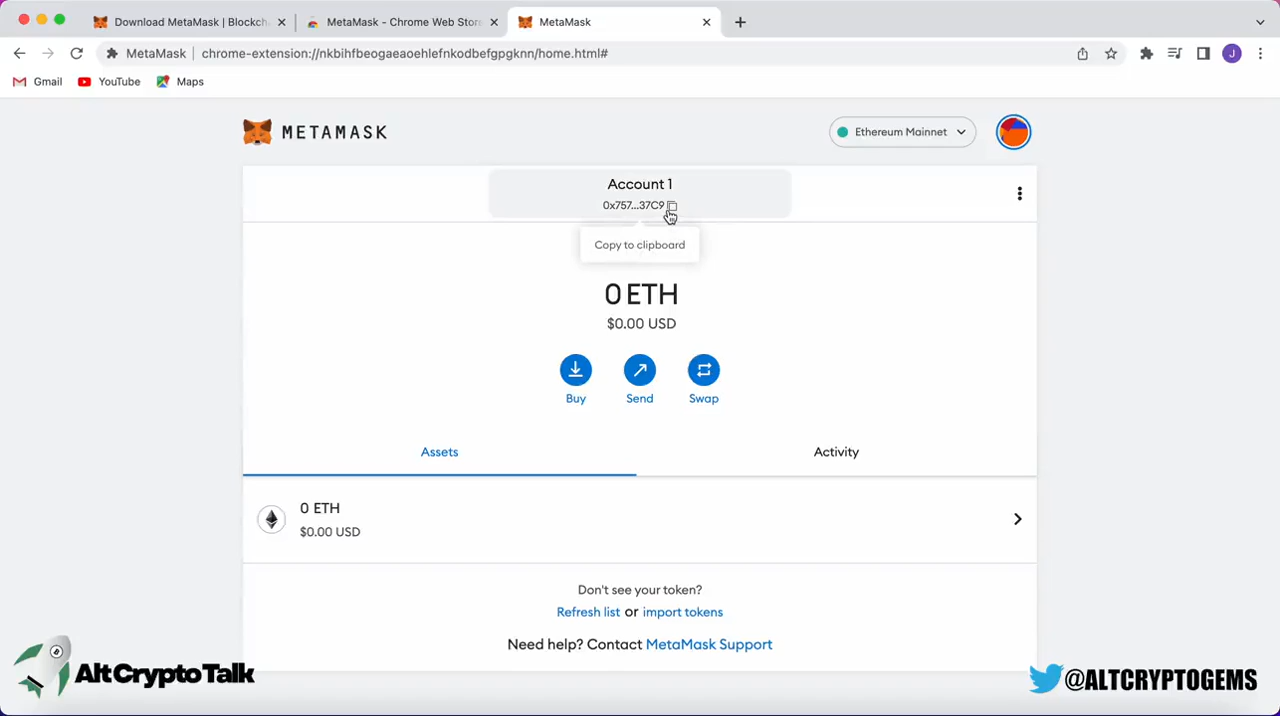 Download MetaMask | Blockch
MetaMask - Chrome Web Stor
MetaMask
MetaMask
chrome-extension://nkbihfbeogaeaoehlefnkodbefgpgknn/home.html#
J
Gmail
YouTube
Maps
METAMASK
Ethereum Mainnet
Account 1
0x757...37C9
Copy to clipboard
0 ETH
$0.00 USD
Buy
Send
Swap
Assets
Activity
0 ETH
$0.00 USD
Don't see your token?
Refresh list or import tokens
Need help? Contact MetaMask Support
AltCryptoTalk
@ALTCRYPTOGEMS